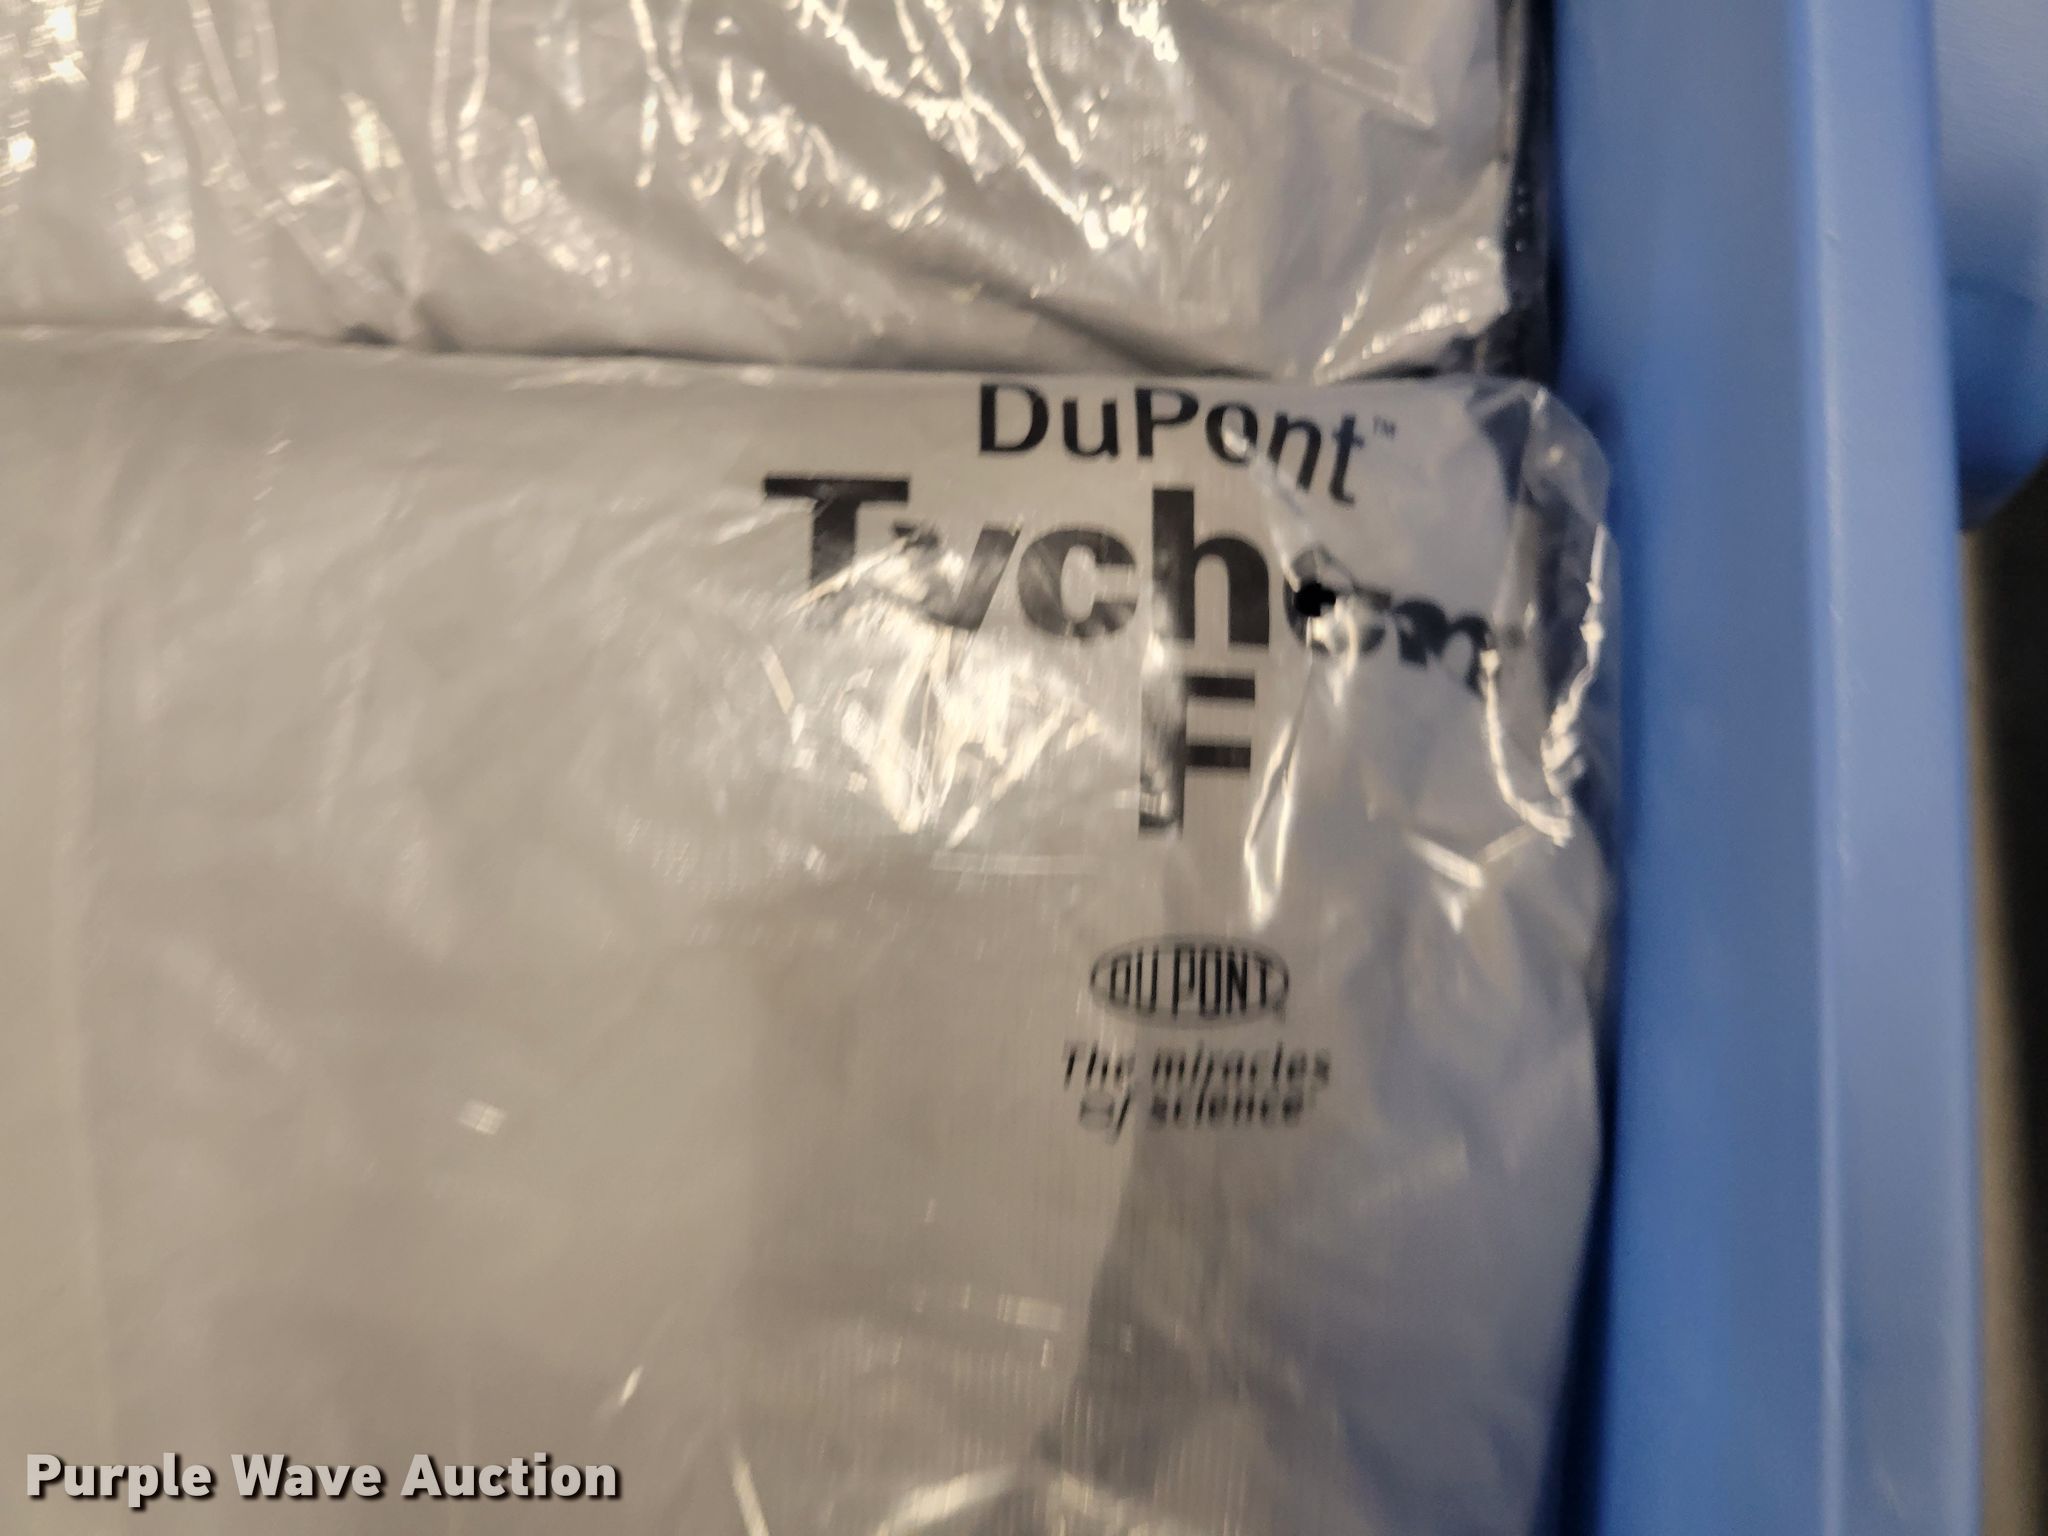 DuPont™
Tychem
F
DU PONT
The miracles
of science
Purple Wave Auction